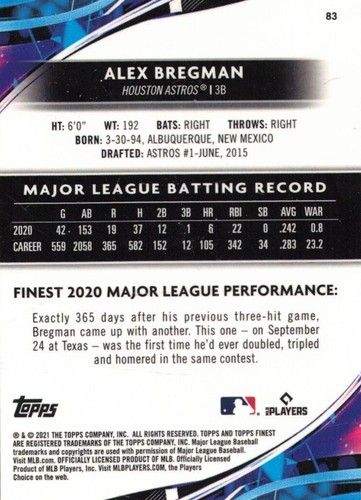 83
ALEX BREGMAN
HOUSTON ASTROS® | 3B
HT: 6'0" WT: 192 BATS: RIGHT THROWS: RIGHT
BORN: 3-30-94, ALBUQUERQUE, NEW MEXICO
DRAFTED: ASTROS #1-JUNE, 2015
MAJOR LEAGUE BATTING RECORD
G AB R H 2B 3B HR RBI SB AVG WAR
2020 42 153 19 37 12 1 6 22 0 .242 0.8
CAREER 559 2058 365 582 152 12 105 342 34 .283 23.2
FINEST 2020 MAJOR LEAGUE PERFORMANCE:
Exactly 365 days after his previous three-hit game,
Bregman came up with another. This one – on September
24 at Texas – was the first time he'd ever doubled, tripled
and homered in the same contest.
Topps
MLB PLAYERS
® & © 2021 THE TOPPS COMPANY, INC. ALL RIGHTS RESERVED. TOPPS AND TOPPS FINEST
ARE REGISTERED TRADEMARKS OF THE TOPPS COMPANY, INC. Major League Baseball
trademarks and copyrights are used with permission of Major League Baseball.
Visit MLB.com. OFFICIALLY LICENSED PRODUCT OF MLB. Officially Licensed
Product of MLB Players, Inc. Visit MLBPLAYERS.com, the Players
Choice on the web.